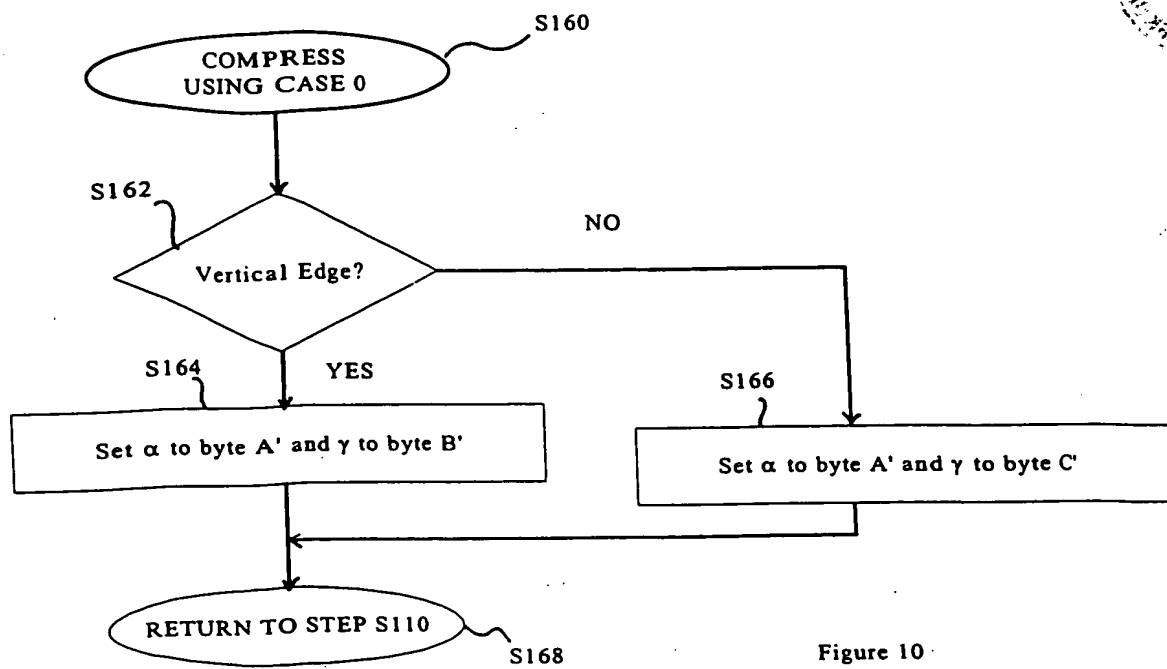 S160
COMPRESS
USING CASE 0
S162
NO
Vertical Edge?
S164
YES
S166
Set α to byte A' and γ to byte B'
Set α to byte A' and γ to byte C'
RETURN TO STEP S110
S168
Figure 10